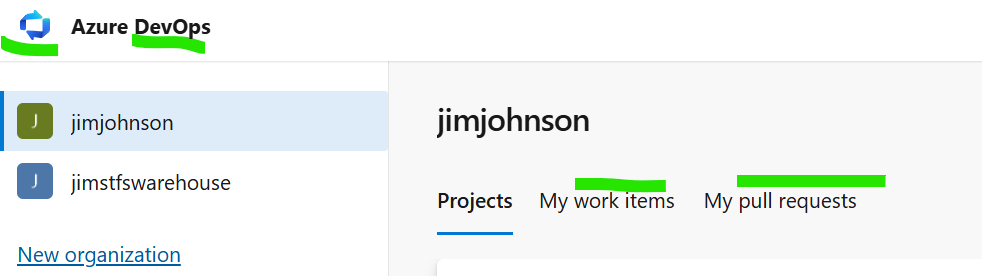 Azure DevOps
J jimjohnson
J jimstfswarehouse
New organization
jimjohnson
Projects My work items My pull requests